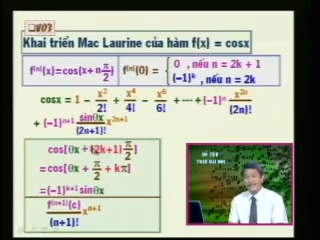 VD3
Khai triển Mac Laurine của hàm f(x) = cosx
f⁽ⁿ⁾(x)=cos(x+n π/2)
f⁽ⁿ⁾(0) = { 0 , nếu n = 2k + 1
(-1)ᵏ , nếu n = 2k
cosx = 1 - x²/2! + x⁴/4! - x⁶/6! + ··· + (-1)ⁿ x²ⁿ/(2n)!
+ (-1)ⁿ⁺¹ sinθx/(2n+1)! x²ⁿ⁺¹
cos[θx +(2k+1) π/2]
= cos[θx + π/2 + kπ]
= (-1)ᵏ⁺¹ sinθx
f⁽ⁿ⁺¹⁾(c)/(n+1)! xⁿ⁺¹